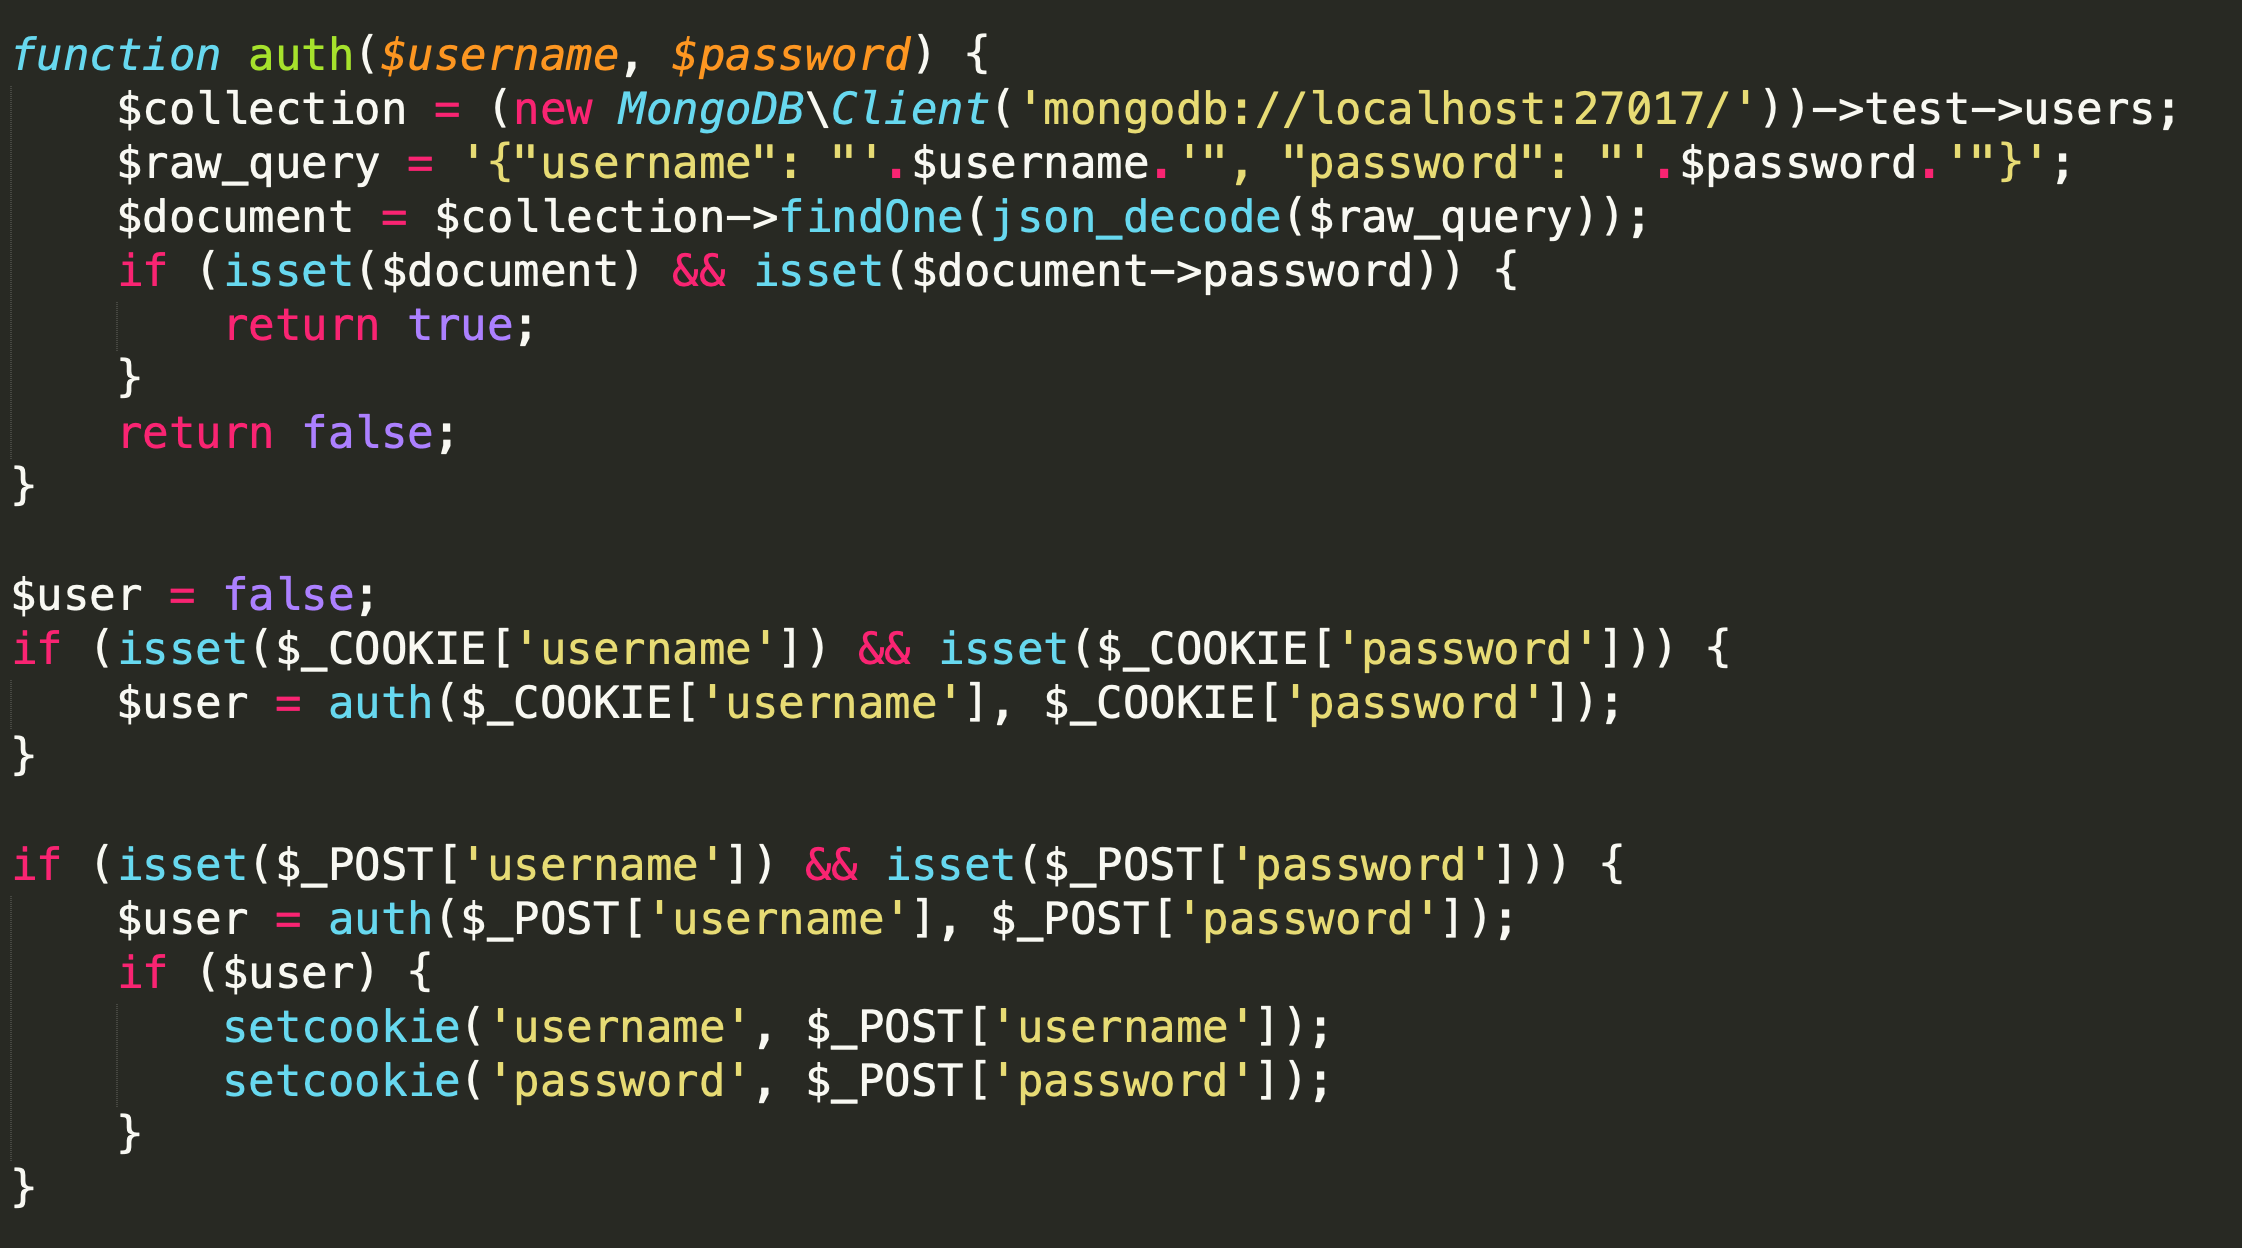 function auth($username, $password) {
    $collection = (new MongoDB\Client('mongodb://localhost:27017/'))->test->users;
    $raw_query = '{"username": "'.$username.'", "password": "'.$password.'"}';
    $document = $collection->findOne(json_decode($raw_query));
    if (isset($document) && isset($document->password)) {
        return true;
    }
    return false;
}

$user = false;
if (isset($_COOKIE['username']) && isset($_COOKIE['password'])) {
    $user = auth($_COOKIE['username'], $_COOKIE['password']);
}

if (isset($_POST['username']) && isset($_POST['password'])) {
    $user = auth($_POST['username'], $_POST['password']);
    if ($user) {
        setcookie('username', $_POST['username']);
        setcookie('password', $_POST['password']);
    }
}